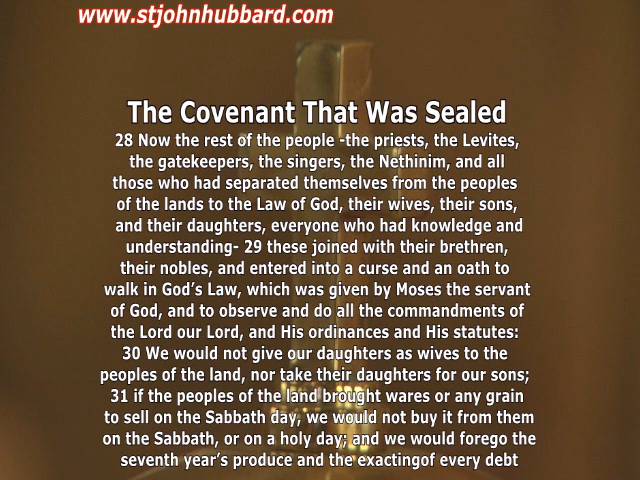 www.stjohnhubbard.com
The Covenant That Was Sealed
28 Now the rest of the people -the priests, the Levites,
the gatekeepers, the singers, the Nethinim, and all
those who had separated themselves from the peoples
of the lands to the Law of God, their wives, their sons,
and their daughters, everyone who had knowledge and
understanding- 29 these joined with their brethren,
their nobles, and entered into a curse and an oath to
walk in God’s Law, which was given by Moses the servant
of God, and to observe and do all the commandments of
the Lord our Lord, and His ordinances and His statutes:
30 We would not give our daughters as wives to the
peoples of the land, nor take their daughters for our sons;
31 if the peoples of the land brought wares or any grain
to sell on the Sabbath day, we would not buy it from them
on the Sabbath, or on a holy day; and we would forego the
seventh year’s produce and the exactingof every debt